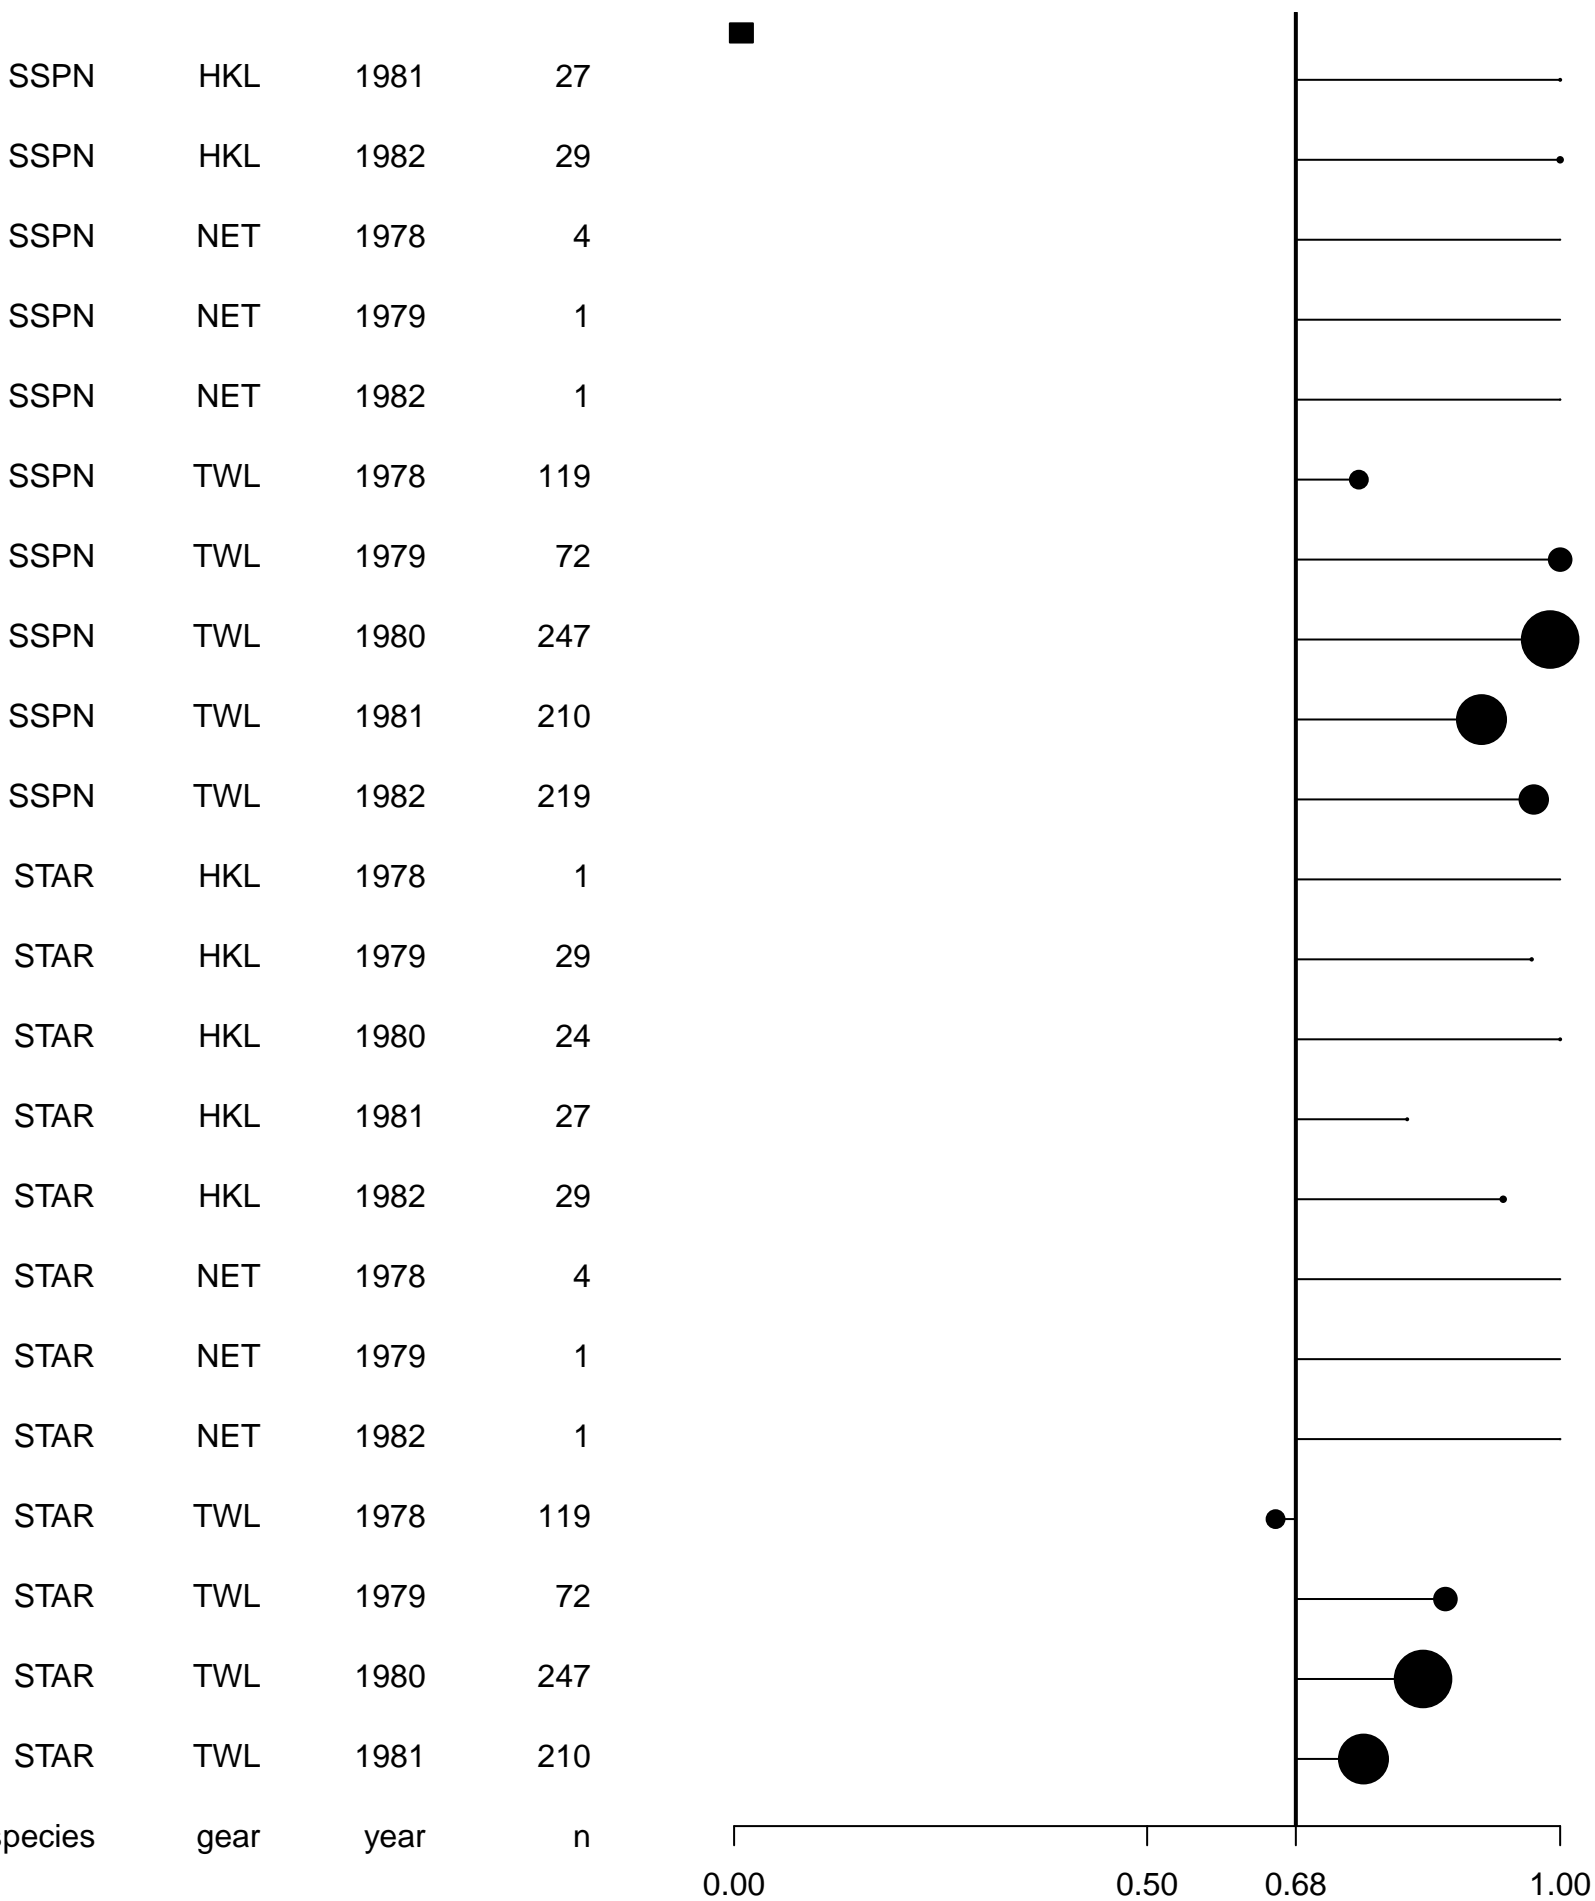 SSPN HKL 1981 27
SSPN HKL 1982 29
SSPN NET 1978 4
SSPN NET 1979 1
SSPN NET 1982 1
SSPN TWL 1978 119
SSPN TWL 1979 72
SSPN TWL 1980 247
SSPN TWL 1981 210
SSPN TWL 1982 219
STAR HKL 1978 1
STAR HKL 1979 29
STAR HKL 1980 24
STAR HKL 1981 27
STAR HKL 1982 29
STAR NET 1978 4
STAR NET 1979 1
STAR NET 1982 1
STAR TWL 1978 119
STAR TWL 1979 72
STAR TWL 1980 247
STAR TWL 1981 210
species gear year n
0.00 0.50 0.68 1.00